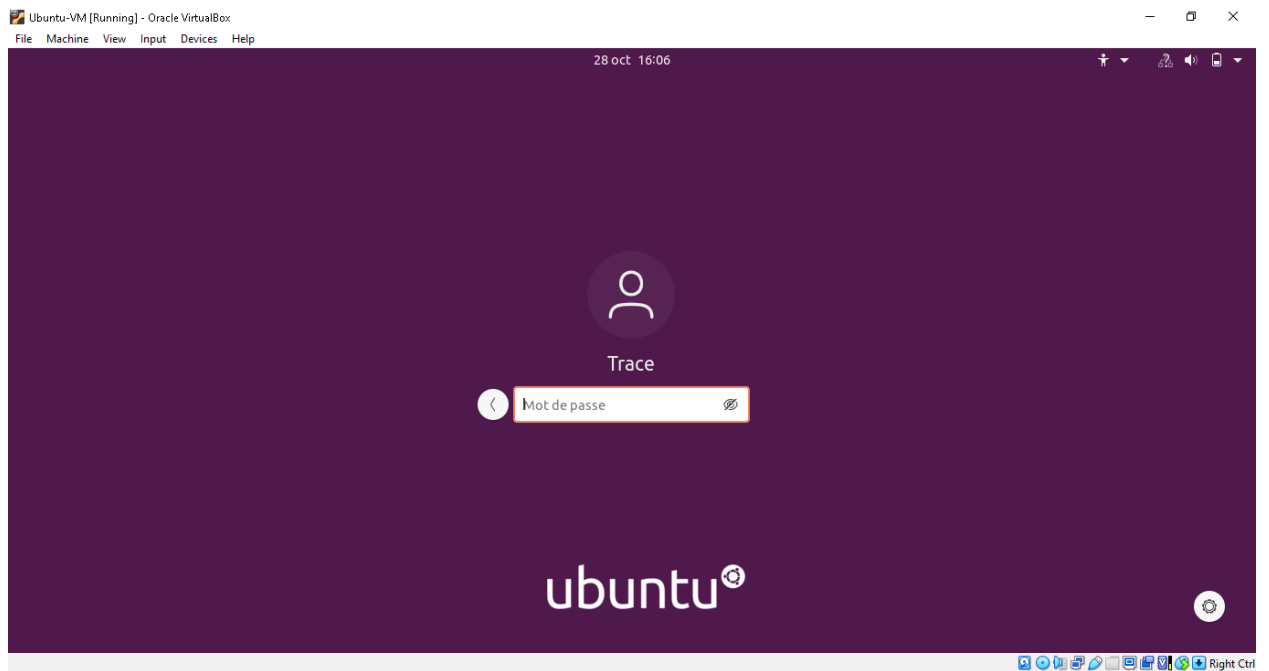 Ubuntu-VM [Running] - Oracle VirtualBox
File Machine View Input Devices Help
28 oct 16:06
Trace
Mot de passe
ubuntu
Right Ctrl